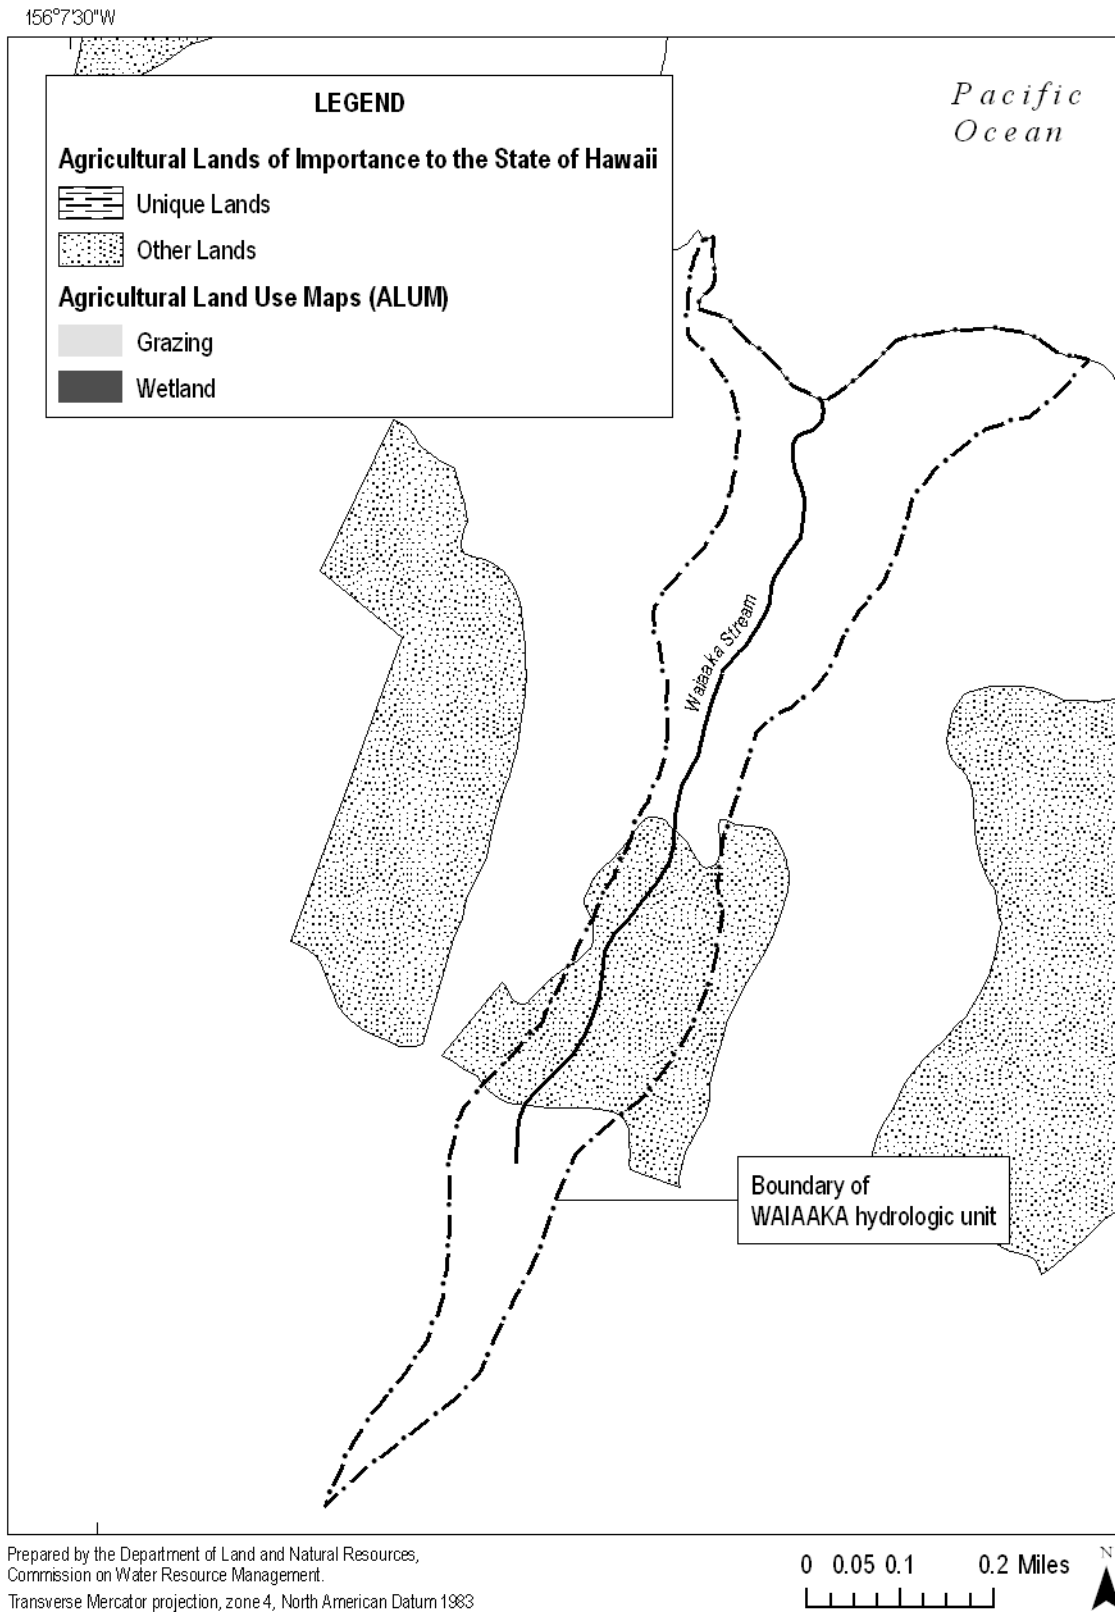 156°7'30"W
Pacific
Ocean
LEGEND
Agricultural Lands of Importance to the State of Hawaii
Unique Lands
Other Lands
Agricultural Land Use Maps (ALUM)
Grazing
Wetland
Waiaaka Stream
Boundary of
WAIAAKA hydrologic unit
Prepared by the Department of Land and Natural Resources,
Commission on Water Resource Management.
Transverse Mercator projection, zone 4, North American Datum 1983
0 0.05 0.1 0.2 Miles
N